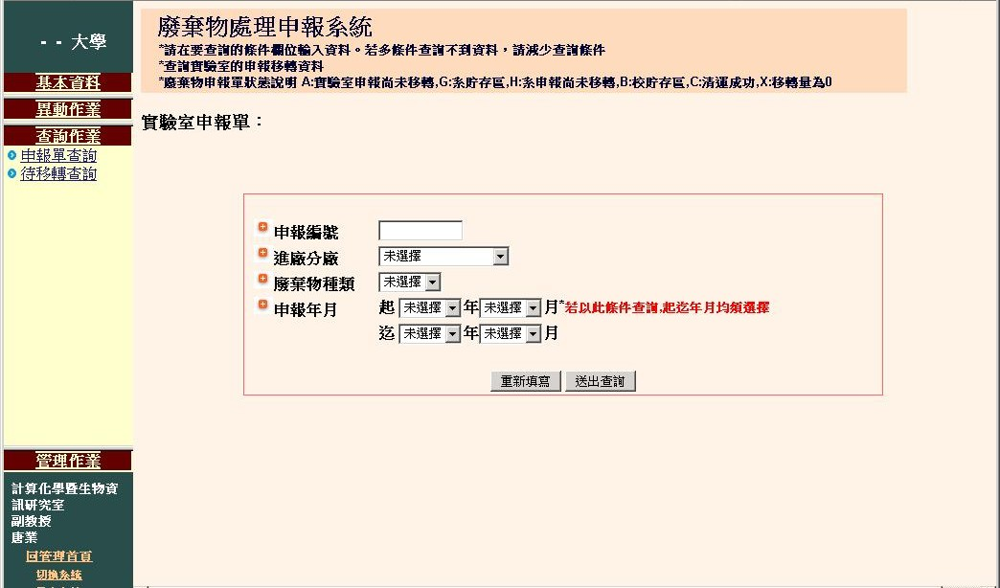 - - 大學
基本資料
異動作業
查詢作業
申報單查詢
待移轉查詢
管理作業
計算化學暨生物資
訊研究室
副教授
唐業
回管理首頁
切換系統
廢棄物處理申報系統
*請在要查詢的條件欄位輸入資料。若多條件查詢不到資料，請減少查詢條件
*查詢實驗室的申報移轉資料
*廢棄物申報單狀態說明 A:實驗室申報尚未移轉,G:系貯存區,H:系申報尚未移轉,B:校貯存區,C:清運成功,X:移轉量為0
實驗室申報單：
申報編號
進廠分廠 未選擇
廢棄物種類 未選擇
申報年月 起 未選擇 年 未選擇 月 *若以此條件查詢,起迄年月均須選擇
迄 未選擇 年 未選擇 月
重新填寫 送出查詢